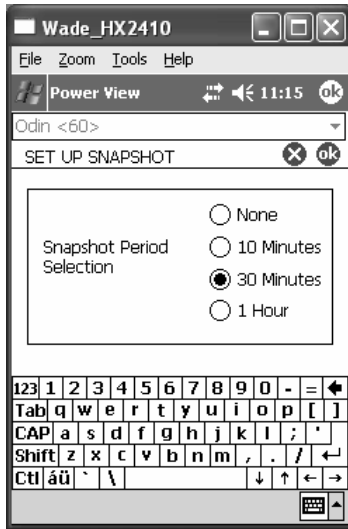 Wade_HX2410
File Zoom Tools Help
Power View 11:15 ok
Odin <60>
SET UP SNAPSHOT ok
None
Snapshot Period
Selection
10 Minutes
30 Minutes
1 Hour
123 1 2 3 4 5 6 7 8 9 0 - =
Tab q w e r t y u i o p [ ]
CAP a s d f g h j k l ; '
Shift z x c v b n m , . /
Ctl áü ` \